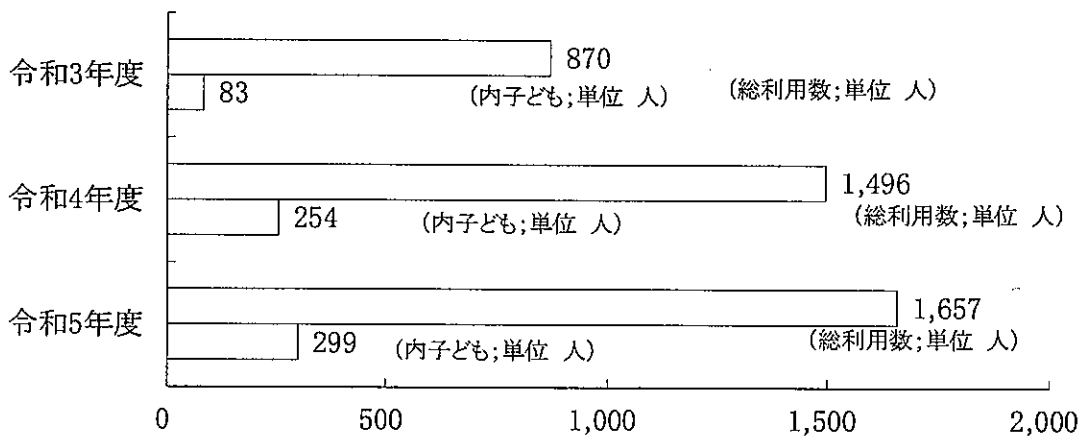 令和3年度
870
83
(内子ども;単位 人)
(総利用数;単位 人)
令和4年度
1,496
254
(内子ども;単位 人)
(総利用数;単位 人)
令和5年度
1,657
299
(内子ども;単位 人)
(総利用数;単位 人)
0 500 1,000 1,500 2,000